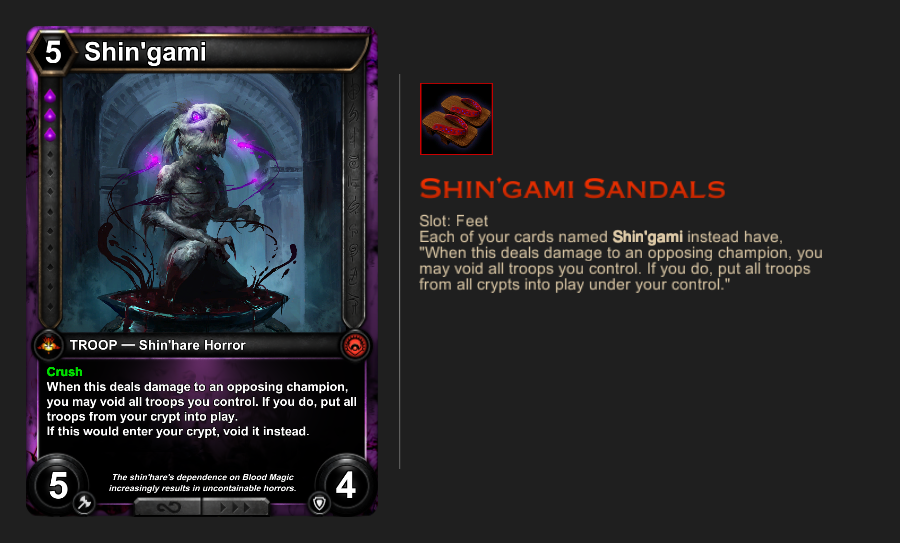 5 Shin'gami
TROOP — Shin'hare Horror
Crush
When this deals damage to an opposing champion,
you may void all troops you control. If you do, put all
troops from your crypt into play.
If this would enter your crypt, void it instead.
The shin'hare's dependence on Blood Magic
increasingly results in uncontainable horrors.
5
4
Shin'gami Sandals
Slot: Feet
Each of your cards named Shin'gami instead have,
"When this deals damage to an opposing champion, you
may void all troops you control. If you do, put all troops
from all crypts into play under your control."